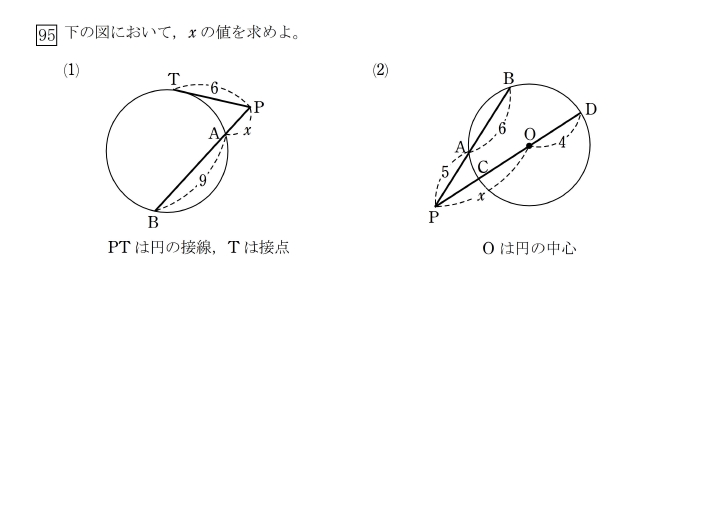 95 下の図において，x の値を求めよ。
(1)
T
6
P
A
x
9
B
PT は円の接線，T は接点
(2)
B
D
6
O
A
4
C
5
x
P
O は円の中心